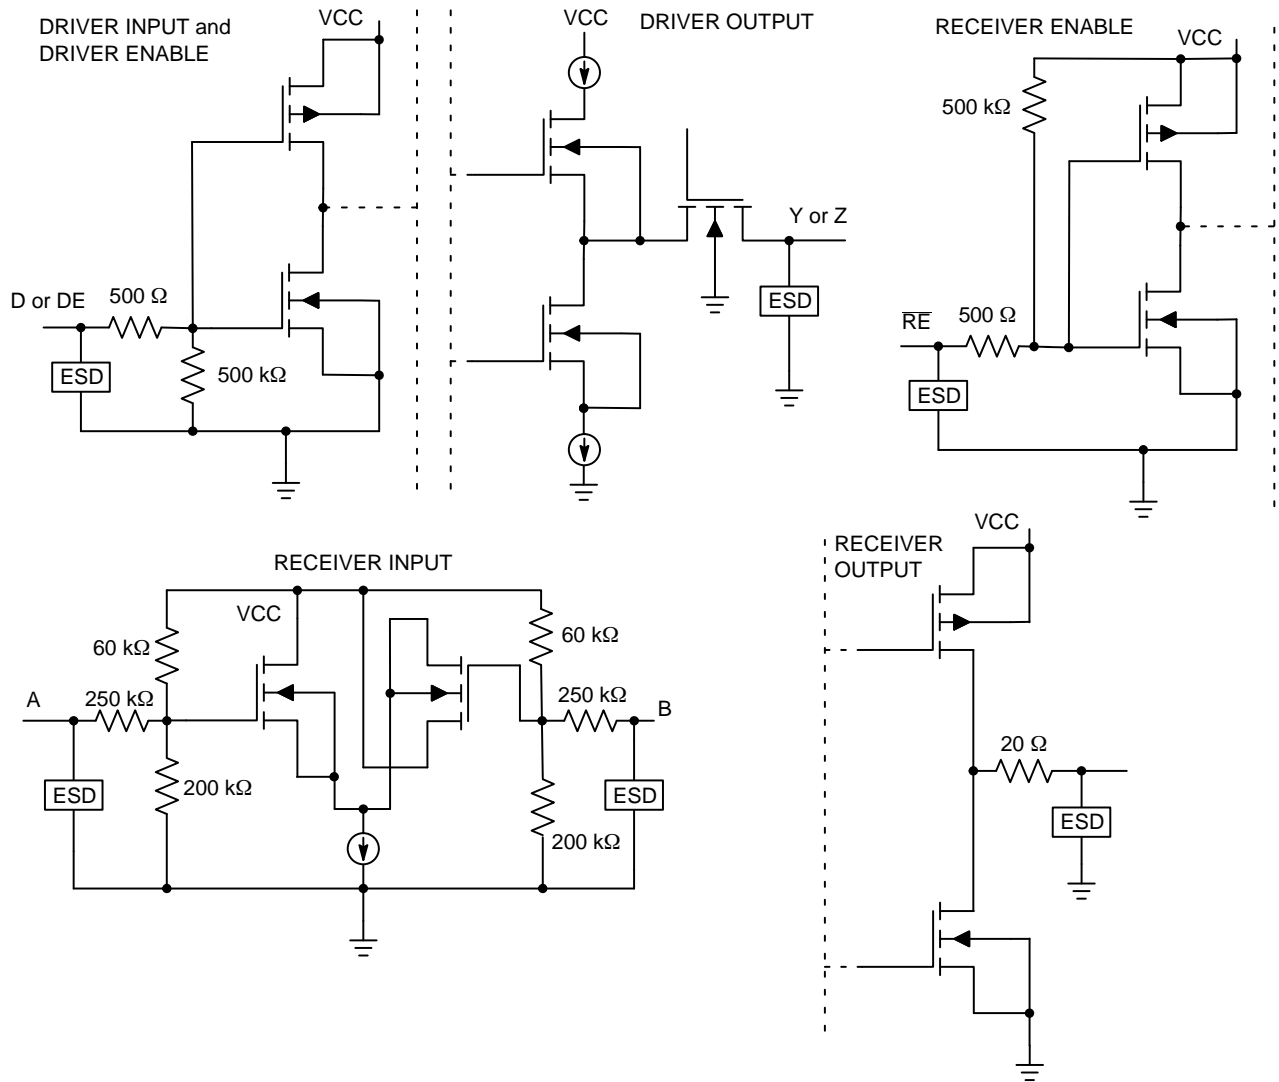 DRIVER INPUT and
DRIVER ENABLE
VCC
D or DE
500 Ω
ESD
500 kΩ
VCC
DRIVER OUTPUT
Y or Z
ESD
RECEIVER ENABLE
VCC
500 kΩ
R̅E̅
500 Ω
ESD
RECEIVER INPUT
VCC
60 kΩ
60 kΩ
A
250 kΩ
250 kΩ
B
ESD
200 kΩ
ESD
200 kΩ
VCC
RECEIVER
OUTPUT
20 Ω
ESD